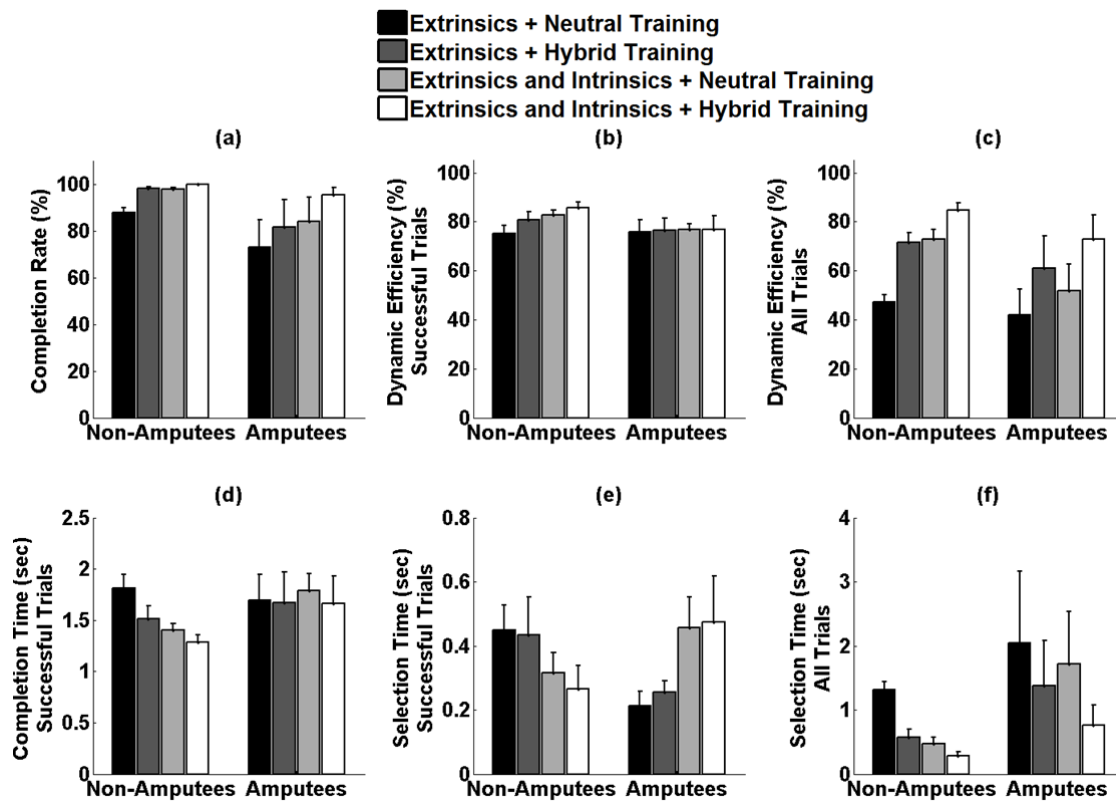 Extrinsics + Neutral Training
Extrinsics + Hybrid Training
Extrinsics and Intrinsics + Neutral Training
Extrinsics and Intrinsics + Hybrid Training
(a)
Completion Rate (%)
100
80
60
40
20
0
Non-Amputees Amputees
(b)
Dynamic Efficiency (%)
Successful Trials
100
80
60
40
20
0
Non-Amputees Amputees
(c)
Dynamic Efficiency (%)
All Trials
100
80
60
40
20
0
Non-Amputees Amputees
(d)
Completion Time (sec)
Successful Trials
2.5
2
1.5
1
0.5
0
Non-Amputees Amputees
(e)
Selection Time (sec)
Successful Trials
0.8
0.6
0.4
0.2
0
Non-Amputees Amputees
(f)
Selection Time (sec)
All Trials
4
3
2
1
0
Non-Amputees Amputees